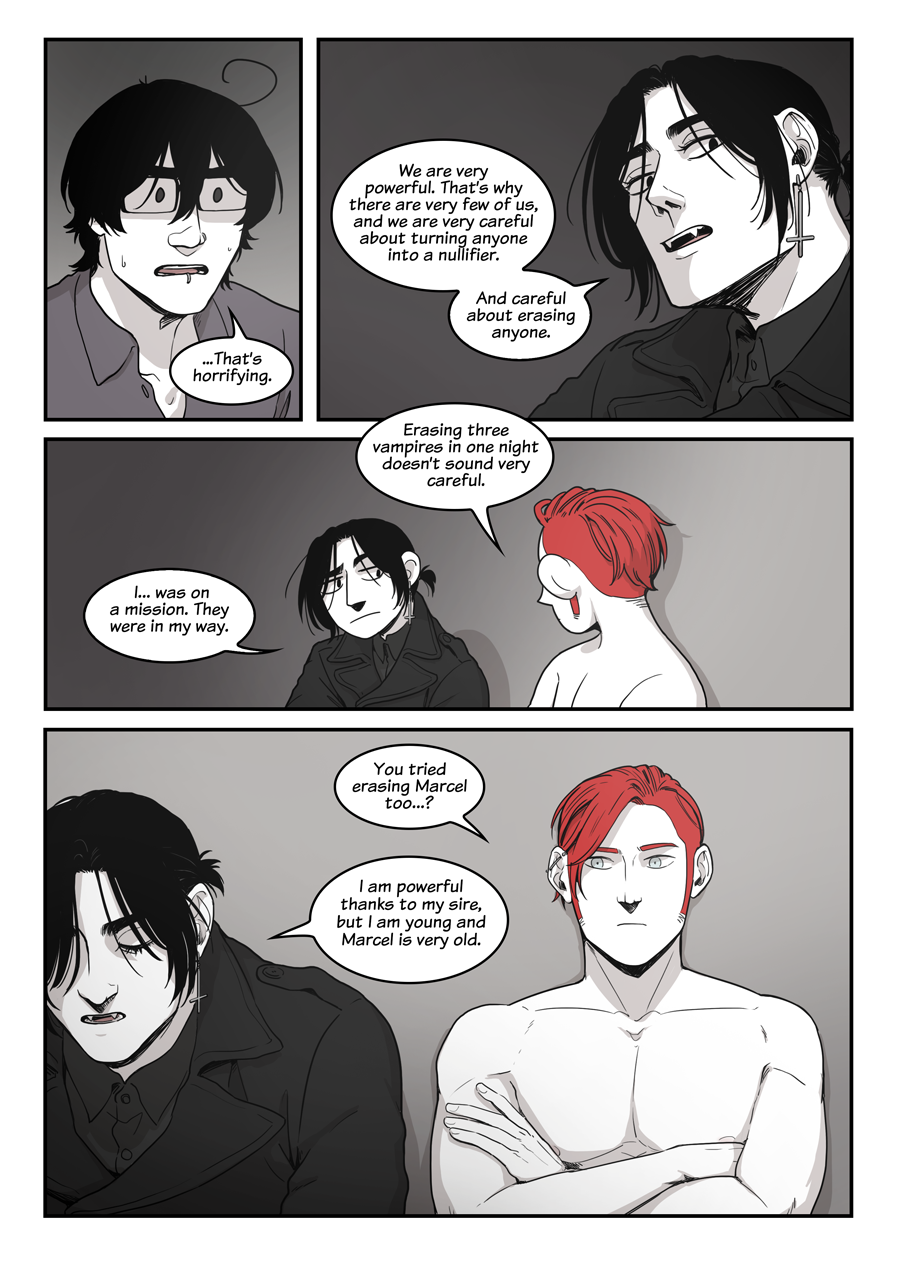 ...That's
horrifying.
We are very
powerful. That's why
there are very few of us,
and we are very careful
about turning anyone
into a nullifier.
And careful
about erasing
anyone.
Erasing three
vampires in one night
doesn't sound very
careful.
I... was on
a mission. They
were in my way.
You tried
erasing Marcel
too...?
I am powerful
thanks to my sire,
but I am young and
Marcel is very old.